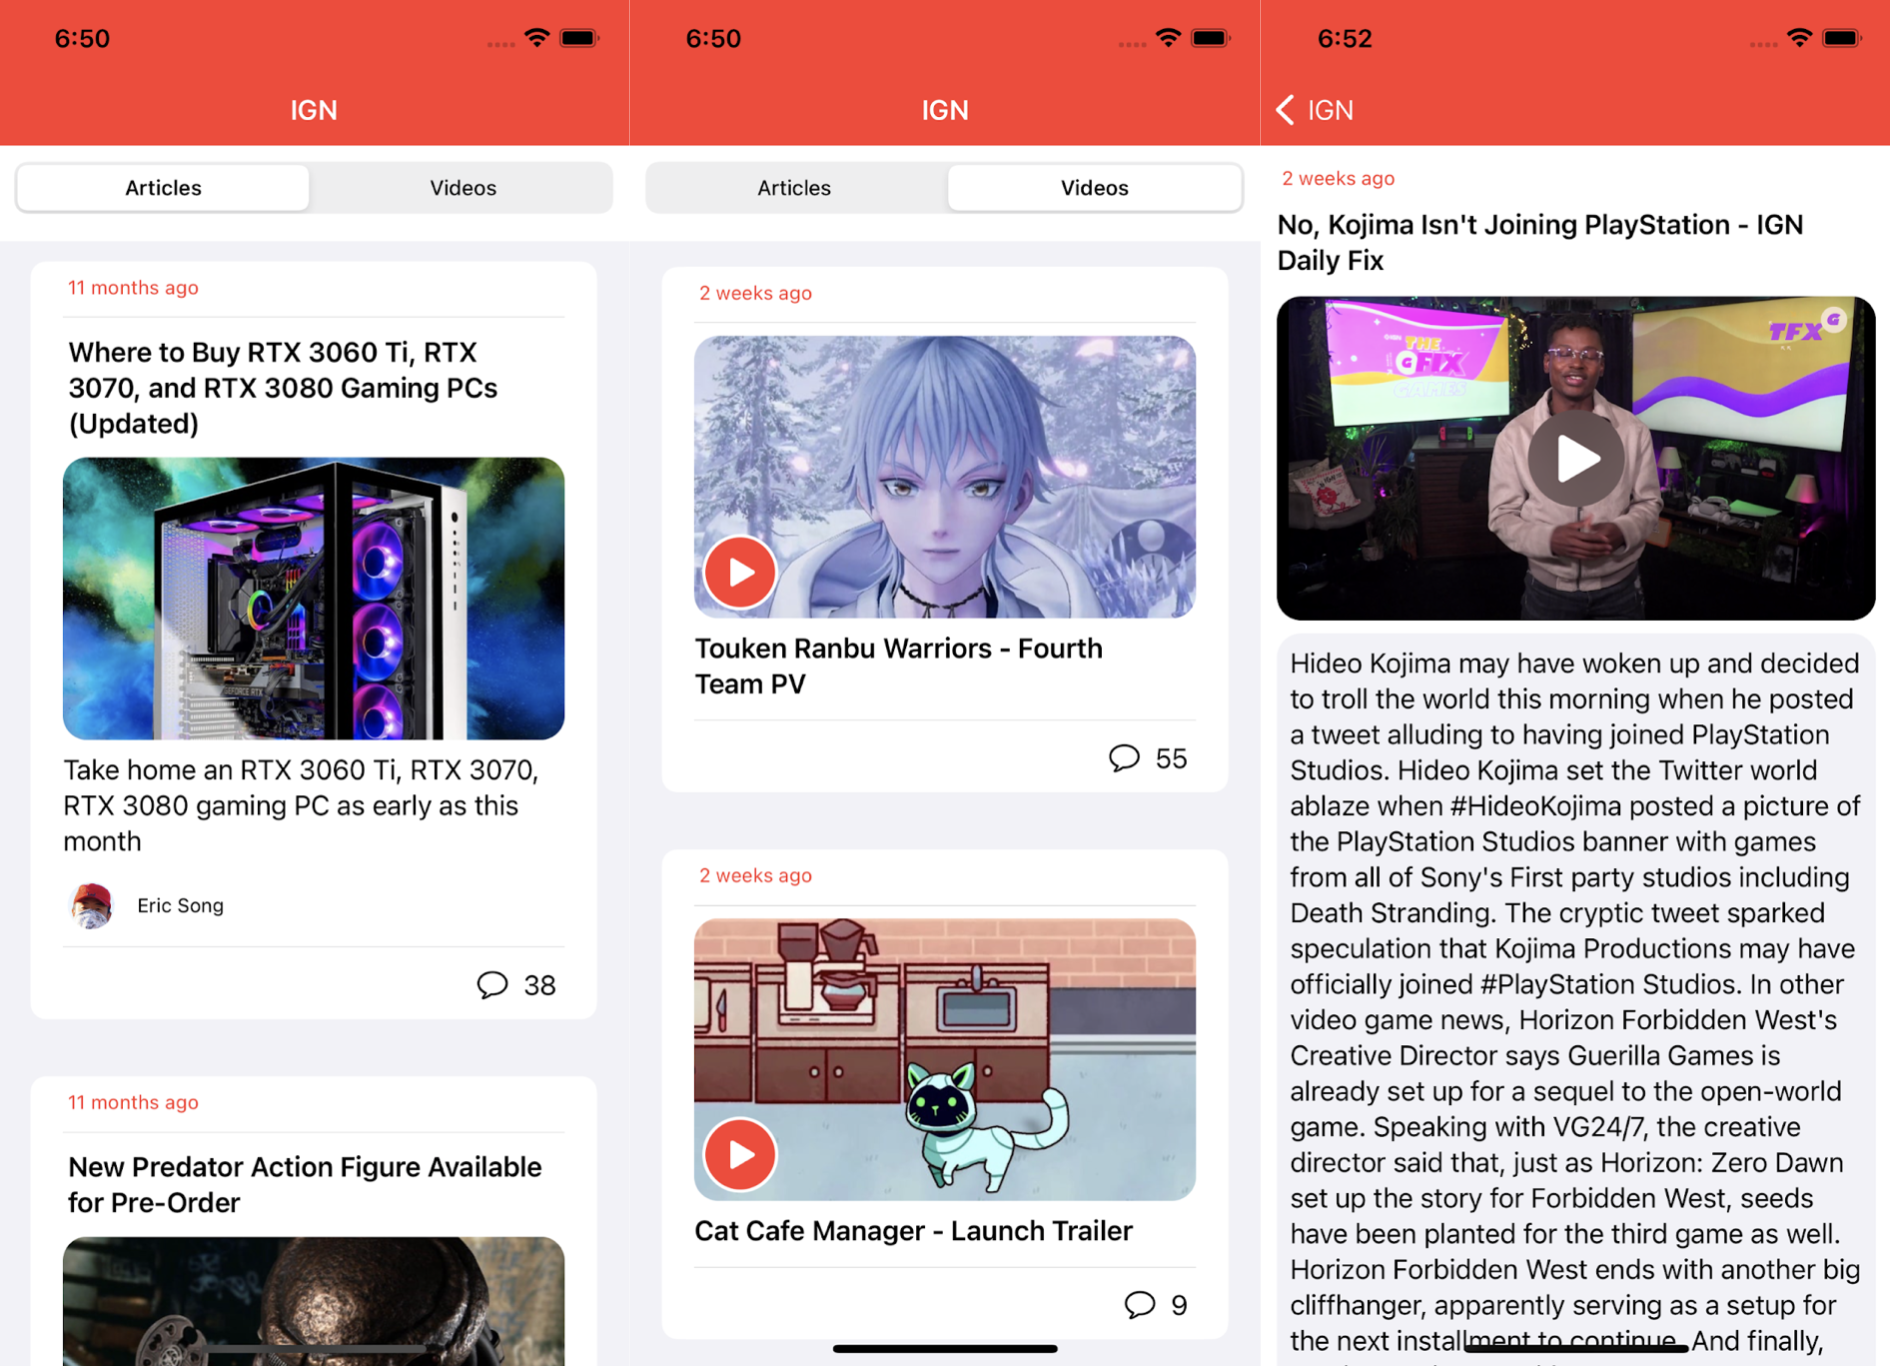 6:50
IGN
Articles
Videos
11 months ago
Where to Buy RTX 3060 Ti, RTX
3070, and RTX 3080 Gaming PCs
(Updated)
GEFORCE RTX
Take home an RTX 3060 Ti, RTX 3070,
RTX 3080 gaming PC as early as this
month
Eric Song
38
11 months ago
New Predator Action Figure Available
for Pre-Order
6:50
IGN
Articles
Videos
2 weeks ago
Touken Ranbu Warriors - Fourth
Team PV
55
2 weeks ago
Cat Cafe Manager - Launch Trailer
9
6:52
IGN
2 weeks ago
No, Kojima Isn't Joining PlayStation - IGN
Daily Fix
THE
G FIX
GAMES
TFX G
Hideo Kojima may have woken up and decided
to troll the world this morning when he posted
a tweet alluding to having joined PlayStation
Studios. Hideo Kojima set the Twitter world
ablaze when #HideoKojima posted a picture of
the PlayStation Studios banner with games
from all of Sony's First party studios including
Death Stranding. The cryptic tweet sparked
speculation that Kojima Productions may have
officially joined #PlayStation Studios. In other
video game news, Horizon Forbidden West's
Creative Director says Guerilla Games is
already set up for a sequel to the open-world
game. Speaking with VG24/7, the creative
director said that, just as Horizon: Zero Dawn
set up the story for Forbidden West, seeds
have been planted for the third game as well.
Horizon Forbidden West ends with another big
cliffhanger, apparently serving as a setup for
the next installment to continue. And finally,